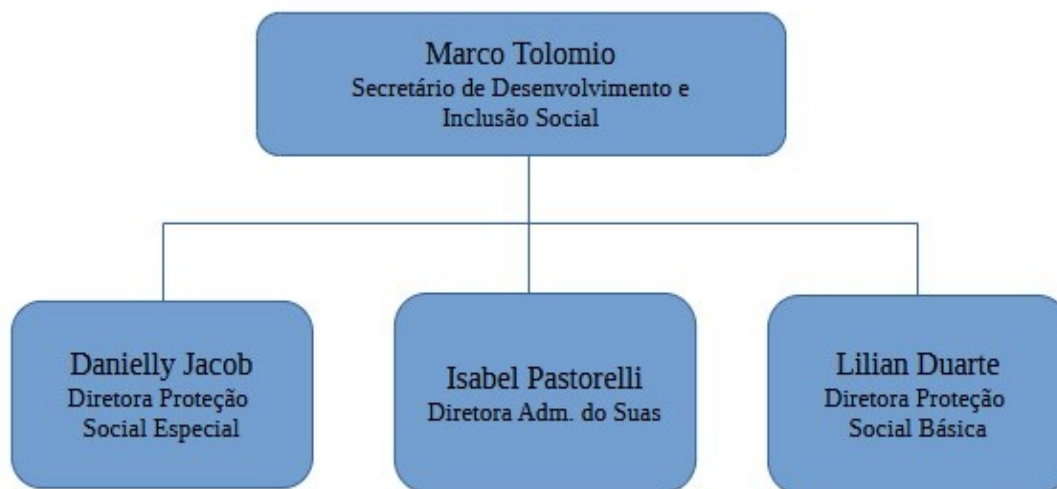 Marco Tolomio
Secretário de Desenvolvimento e
Inclusão Social
Danielly Jacob
Diretora Proteção
Social Especial
Isabel Pastorelli
Diretora Adm. do Suas
Lilian Duarte
Diretora Proteção
Social Básica